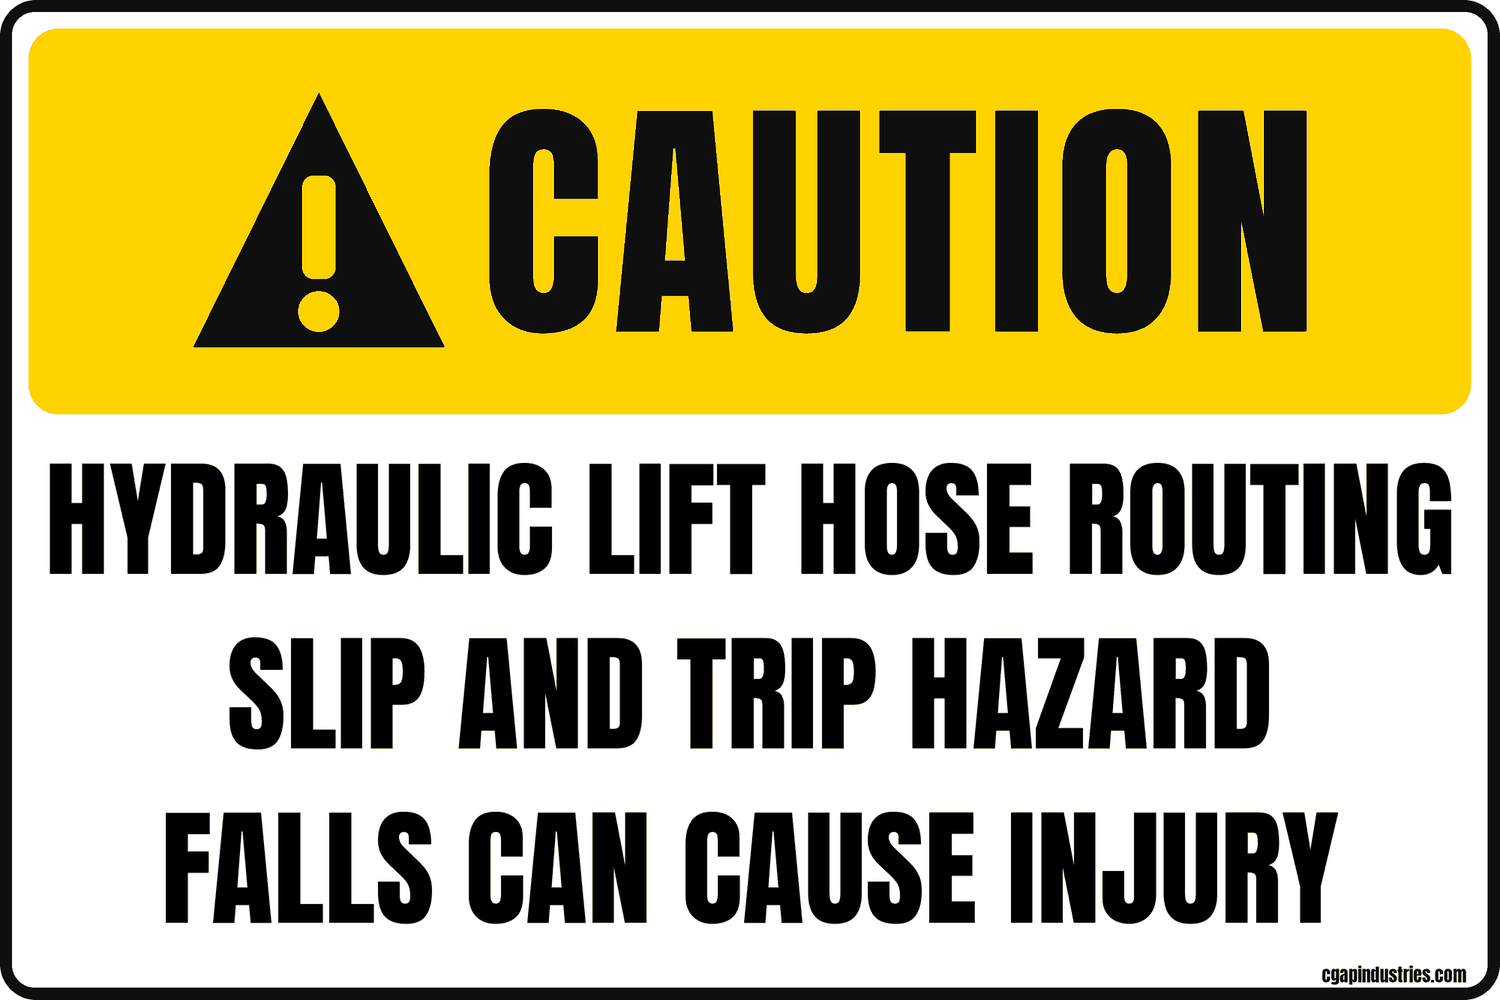 CAUTION
HYDRAULIC LIFT HOSE ROUTING
SLIP AND TRIP HAZARD
FALLS CAN CAUSE INJURY
cgapindustries.com